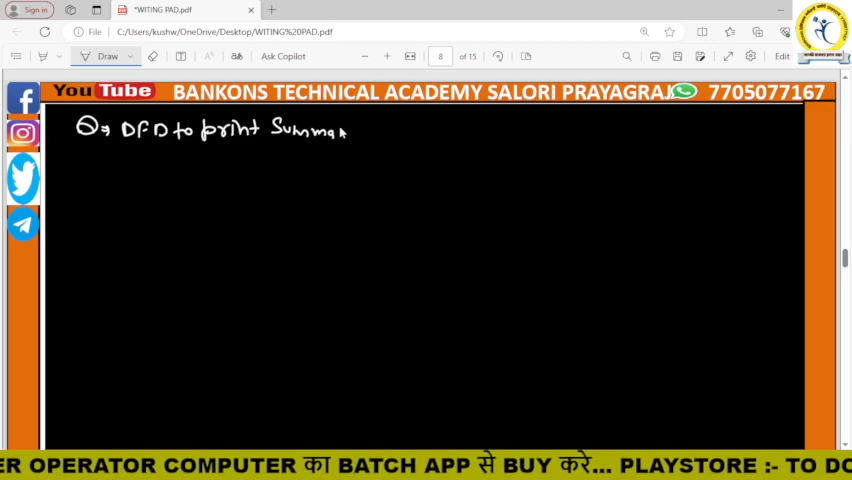 Sign in
*WITING PAD.pdf
File C:/Users/kushw/OneDrive/Desktop/WITING%20PAD.pdf
Draw Ask Copilot 8 of 15 Edit
YouTube BANKONS TECHNICAL ACADEMY SALORI PRAYAGRAJ 7705077167
Q⇒ DFD to print Summa
ER OPERATOR COMPUTER का BATCH APP से BUY करे... PLAYSTORE :- TO DO